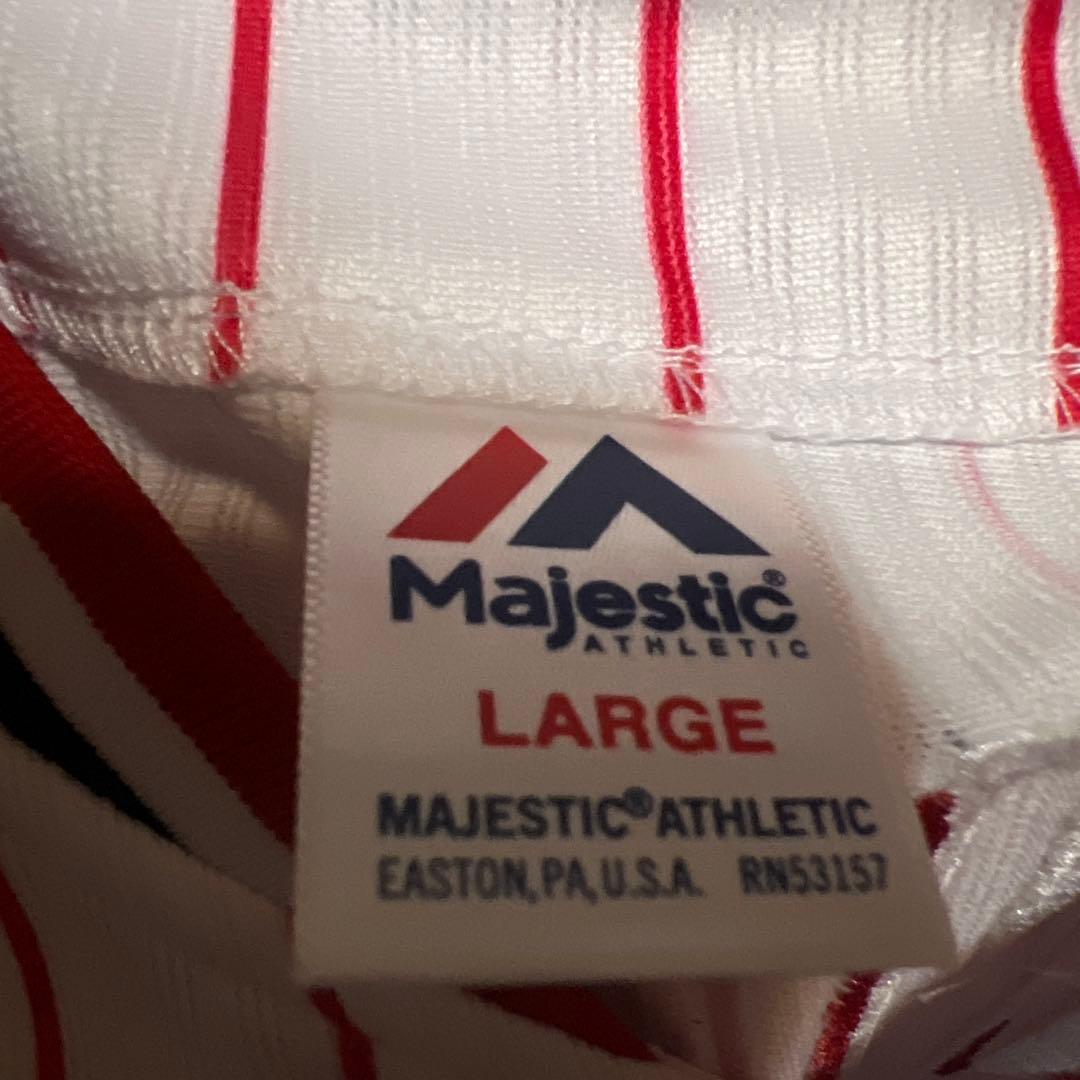 Majestic®
ATHLETIC
LARGE
MAJESTIC®ATHLETIC
EASTON, PA, U.S.A. RN53157